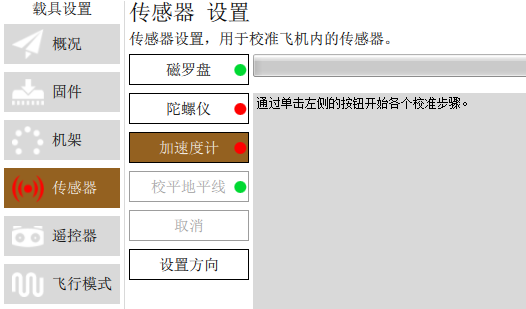 载具设置
概况
固件
机架
传感器
遥控器
飞行模式
传感器 设置
传感器设置，用于校准飞机内的传感器。
磁罗盘
陀螺仪
加速度计
校平地平线
取消
设置方向
通过单击左侧的按钮开始各个校准步骤。